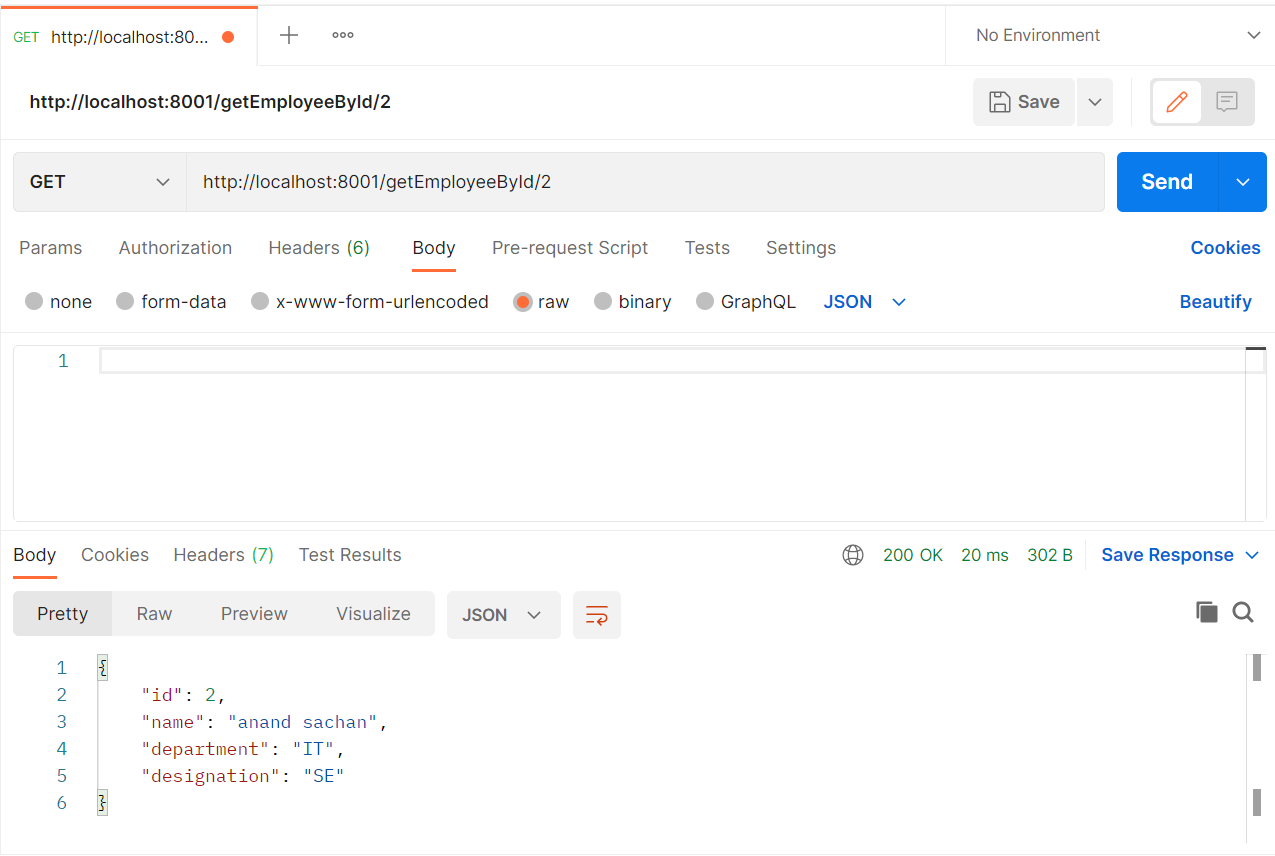 GET http://localhost:80...
No Environment
http://localhost:8001/getEmployeeById/2
Save
GET http://localhost:8001/getEmployeeById/2 Send
Params Authorization Headers (6) Body Pre-request Script Tests Settings Cookies
none form-data x-www-form-urlencoded raw binary GraphQL JSON Beautify
1
Body Cookies Headers (7) Test Results 200 OK 20 ms 302 B Save Response
Pretty Raw Preview Visualize JSON
1 {
2 "id": 2,
3 "name": "anand sachan",
4 "department": "IT",
5 "designation": "SE"
6 }